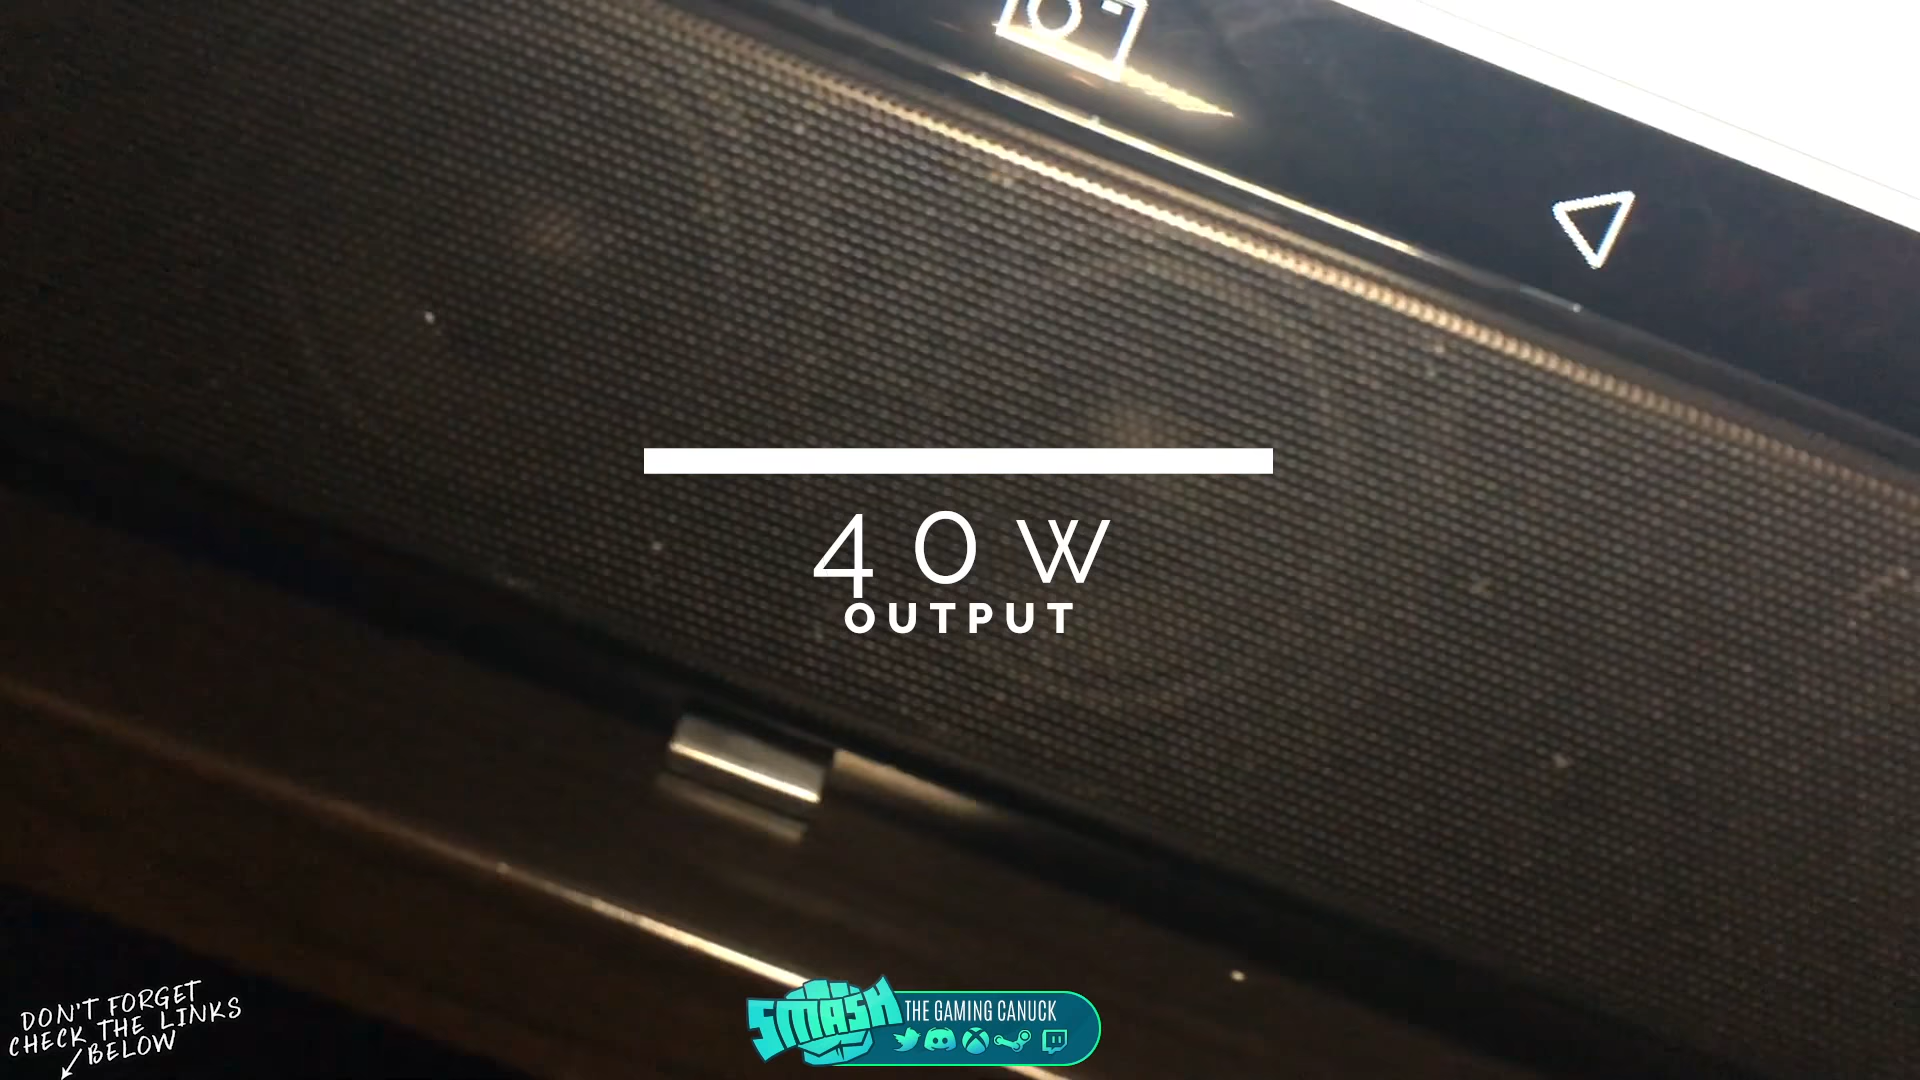 40W
OUTPUT
DON'T FORGET
CHECK THE LINKS
BELOW
SMASH
THE GAMING CANUCK